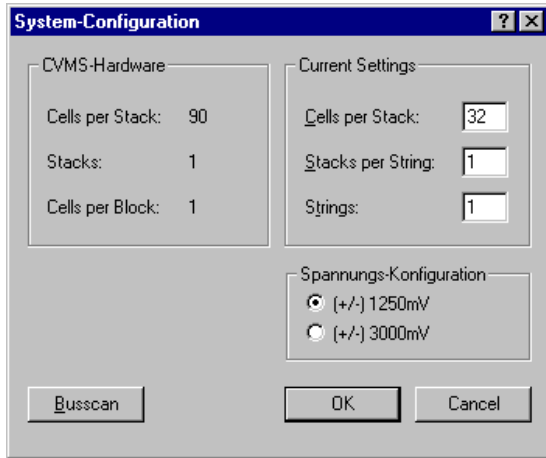 System-Configuration
CVMS-Hardware
Cells per Stack: 90
Stacks: 1
Cells per Block: 1
Current Settings
Cells per Stack: 32
Stacks per String: 1
Strings: 1
Spannungs-Konfiguration
(+/-) 1250mV
(+/-) 3000mV
Busscan
OK
Cancel